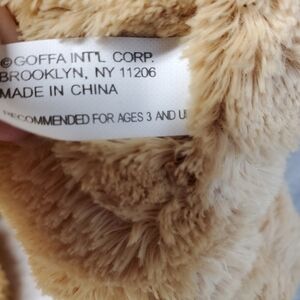 © GOFFA INT'L CORP.
BROOKLYN, NY 11206
MADE IN CHINA
RECOMMENDED FOR AGES 3 AND